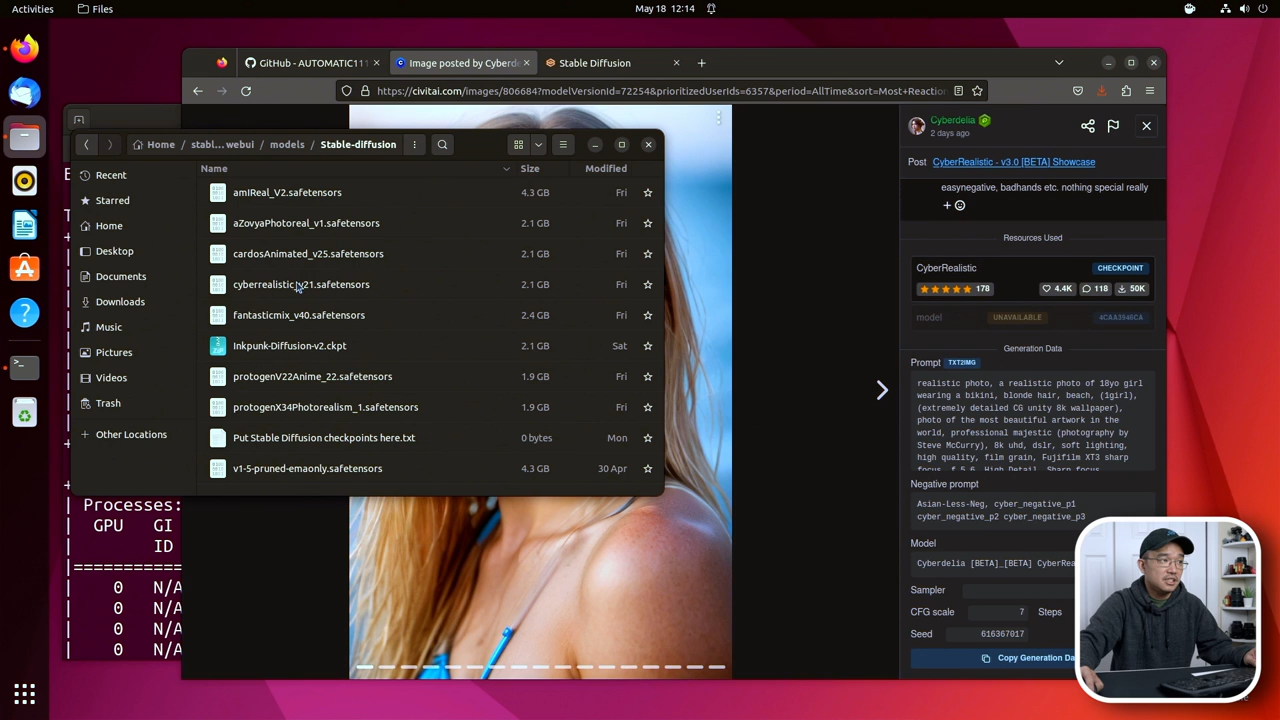 Activities
Files
May 18 12:14
GitHub - AUTOMATIC111
Image posted by Cyberde
Stable Diffusion
https://civitai.com/images/806684?modelVersionId=72254&prioritizedUserIds=6357&period=AllTime&sort=Most+Reaction
Home / stabl…webui / models / Stable-diffusion
Name
Size
Modified
Recent
Starred
Home
Desktop
Documents
Downloads
Music
Pictures
Videos
Trash
+ Other Locations
amIReal_V2.safetensors 4.3 GB Fri
aZovyaPhotoreal_v1.safetensors 2.1 GB Fri
cardosAnimated_v25.safetensors 2.1 GB Fri
cyberrealistic_v21.safetensors 2.1 GB Fri
fantasticmix_v40.safetensors 2.4 GB Fri
Inkpunk-Diffusion-v2.ckpt 2.1 GB Sat
protogenV22Anime_22.safetensors 1.9 GB Fri
protogenX34Photorealism_1.safetensors 1.9 GB Fri
Put Stable Diffusion checkpoints here.txt 0 bytes Mon
v1-5-pruned-emaonly.safetensors 4.3 GB 30 Apr
| Processes:
| GPU GI
| ID
|===========
| 0 N/A
| 0 N/A
| 0 N/A
| 0 N/A
Cyberdelia
2 days ago
Post CyberRealistic - v3.0 [BETA] Showcase
easynegative, badhands etc. nothing special really
Resources Used
CyberRealistic CHECKPOINT
178 4.4K 118 50K
model UNAVAILABLE 4CAA3945CA
Generation Data
Prompt TXT2IMG
realistic photo, a realistic photo of 18yo girl
wearing a bikini, blonde hair, beach, (1girl),
(extremely detailed CG unity 8k wallpaper),
photo of the most beautiful artwork in the
world, professional majestic (photography by
Steve McCurry), 8k uhd, dslr, soft lighting,
high quality, film grain, Fujifilm XT3 sharp
focus, f 5.6, High Detail, Sharp focus,
Negative prompt
Asian-Less-Neg, cyber_negative_p1
cyber_negative_p2 cyber_negative_p3
Model
Cyberdelia [BETA]_[BETA] CyberRea
Sampler
CFG scale 7 Steps
Seed 616367017
Copy Generation Da